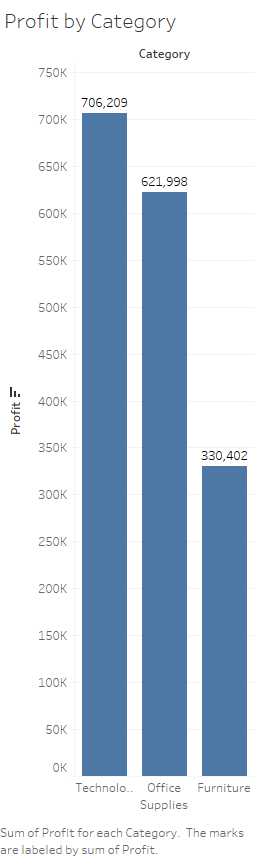 Profit by Category
Category
750K
706,209
700K
650K
621,998
600K
550K
500K
450K
400K
Profit
350K
330,402
300K
250K
200K
150K
100K
50K
0K
Technolo..
Office
Supplies
Furniture
Sum of Profit for each Category. The marks
are labeled by sum of Profit.